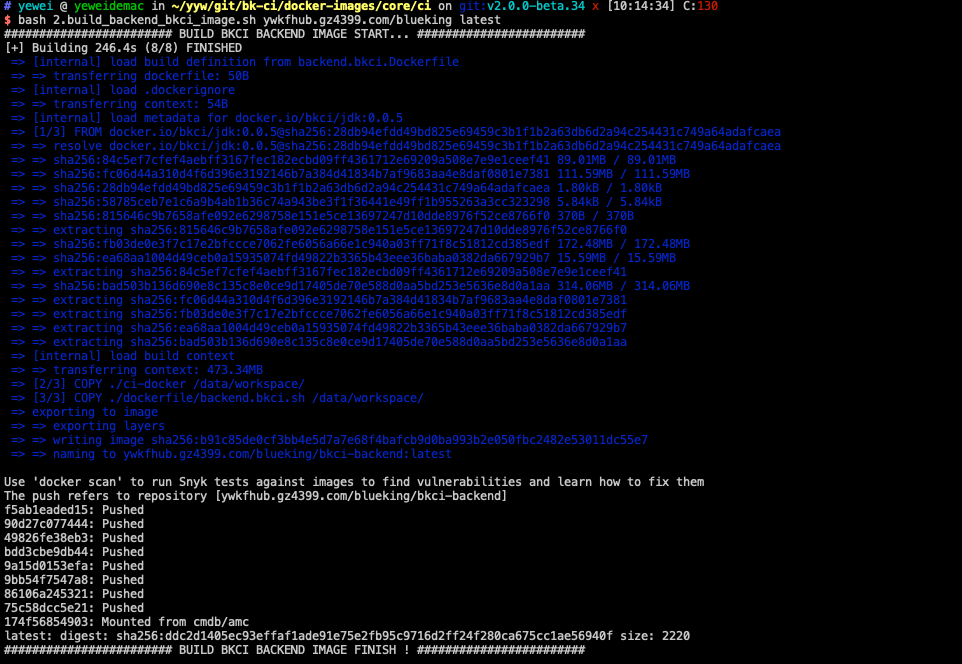 # yewei @ yeweidemac in ~/yyw/git/bk-ci/docker-images/core/ci on git:v2.0.0-beta.34 x [10:14:34] C:130
$ bash 2.build_backend_bkci_image.sh ywkfhub.gz4399.com/blueking latest
######################## BUILD BKCI BACKEND IMAGE START... ########################
[+] Building 246.4s (8/8) FINISHED
=> [internal] load build definition from backend.bkci.Dockerfile
=> => transferring dockerfile: 50B
=> [internal] load .dockerignore
=> => transferring context: 54B
=> [internal] load metadata for docker.io/bkci/jdk:0.0.5
=> [1/3] FROM docker.io/bkci/jdk:0.0.5@sha256:28db94efdd49bd825e69459c3b1f1b2a63db6d2a94c254431c749a64adafcaea
=> => resolve docker.io/bkci/jdk:0.0.5@sha256:28db94efdd49bd825e69459c3b1f1b2a63db6d2a94c254431c749a64adafcaea
=> => sha256:84c5ef7cfef4aebff3167fec182ecbd09ff4361712e69209a508e7e9e1ceef41 89.01MB / 89.01MB
=> => sha256:fc06d44a310d4f6d396e3192146b7a384d41834b7af9683aa4e8daf0801e7381 111.59MB / 111.59MB
=> => sha256:28db94efdd49bd825e69459c3b1f1b2a63db6d2a94c254431c749a64adafcaea 1.80kB / 1.80kB
=> => sha256:58785ceb7e1c6a9b4ab1b36c74a943be3f1f36441e49ff1b955263a3cc323298 5.84kB / 5.84kB
=> => sha256:815646c9b7658afe092e6298758e151e5ce13697247d10dde8976f52ce8766f0 370B / 370B
=> => extracting sha256:815646c9b7658afe092e6298758e151e5ce13697247d10dde8976f52ce8766f0
=> => sha256:fb03de0e3f7c17e2bfccce7062fe6056a66e1c940a03ff71f8c51812cd385edf 172.48MB / 172.48MB
=> => sha256:ea68aa1004d49ceb0a15935074fd49822b3365b43eee36baba0382da667929b7 15.59MB / 15.59MB
=> => extracting sha256:84c5ef7cfef4aebff3167fec182ecbd09ff4361712e69209a508e7e9e1ceef41
=> => sha256:bad503b136d690e8c135c8e0ce9d17405de70e588d0aa5bd253e5636e8d0a1aa 314.06MB / 314.06MB
=> => extracting sha256:fc06d44a310d4f6d396e3192146b7a384d41834b7af9683aa4e8daf0801e7381
=> => extracting sha256:fb03de0e3f7c17e2bfccce7062fe6056a66e1c940a03ff71f8c51812cd385edf
=> => extracting sha256:ea68aa1004d49ceb0a15935074fd49822b3365b43eee36baba0382da667929b7
=> => extracting sha256:bad503b136d690e8c135c8e0ce9d17405de70e588d0aa5bd253e5636e8d0a1aa
=> [internal] load build context
=> => transferring context: 473.34MB
=> [2/3] COPY ./ci-docker /data/workspace/
=> [3/3] COPY ./dockerfile/backend.bkci.sh /data/workspace/
=> exporting to image
=> => exporting layers
=> => writing image sha256:b91c85de0cf3bb4e5d7a7e68f4bafcb9d0ba993b2e050fbc2482e53011dc55e7
=> => naming to ywkfhub.gz4399.com/blueking/bkci-backend:latest
Use 'docker scan' to run Snyk tests against images to find vulnerabilities and learn how to fix them
The push refers to repository [ywkfhub.gz4399.com/blueking/bkci-backend]
f5ab1eaded15: Pushed
90d27c077444: Pushed
49826fe38eb3: Pushed
bdd3cbe9db44: Pushed
9a15d0153efa: Pushed
9bb54f7547a8: Pushed
86106a245321: Pushed
75c58dcc5e21: Pushed
174f56854903: Mounted from cmdb/amc
latest: digest: sha256:ddc2d1405ec93effaf1ade91e75e2fb95c9716d2ff24f280ca675cc1ae56940f size: 2220
######################## BUILD BKCI BACKEND IMAGE FINISH ! ########################